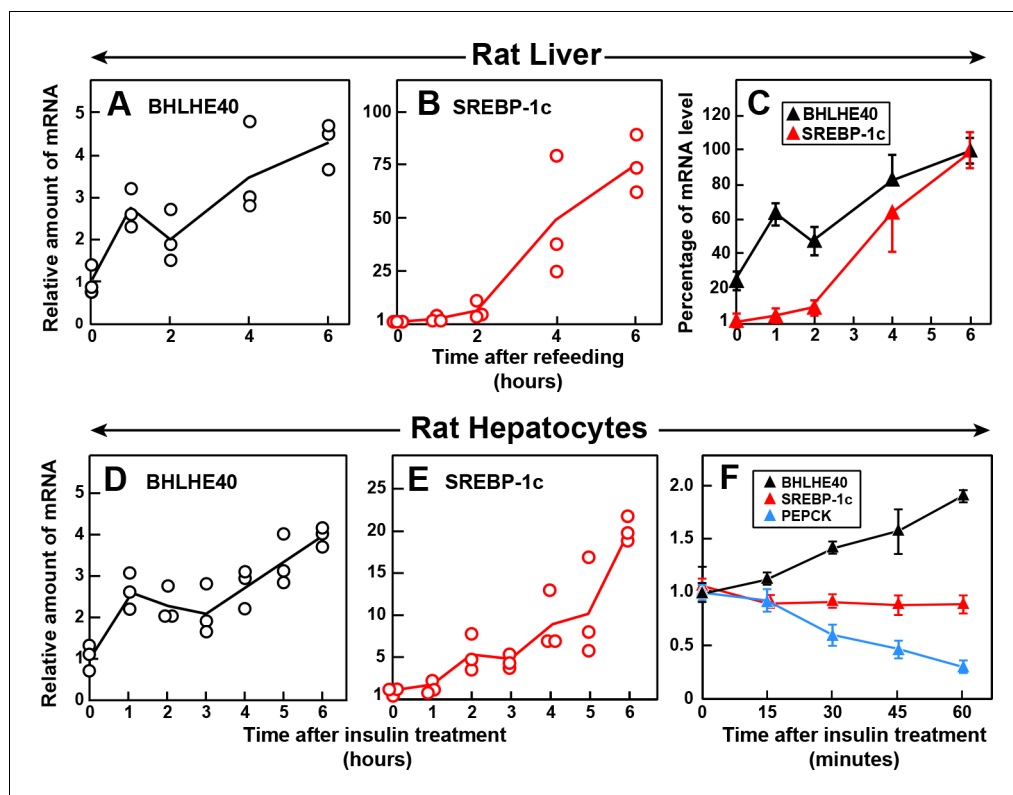 Rat Liver
A BHLHE40
Relative amount of mRNA
5
4
3
2
1
0
0 2 4 6
B SREBP-1c
100
75
50
25
1
0 2 4 6
Time after refeeding
(hours)
C
BHLHE40
SREBP-1c
Percentage of mRNA level
120
100
80
60
40
20
1
0 1 2 3 4 5 6
Rat Hepatocytes
D BHLHE40
Relative amount of mRNA
5
4
3
2
1
0
0 1 2 3 4 5 6
E SREBP-1c
25
20
15
10
5
1
0 1 2 3 4 5 6
Time after insulin treatment
(hours)
F
BHLHE40
SREBP-1c
PEPCK
2.0
1.5
1.0
0.5
0
0 15 30 45 60
Time after insulin treatment
(minutes)